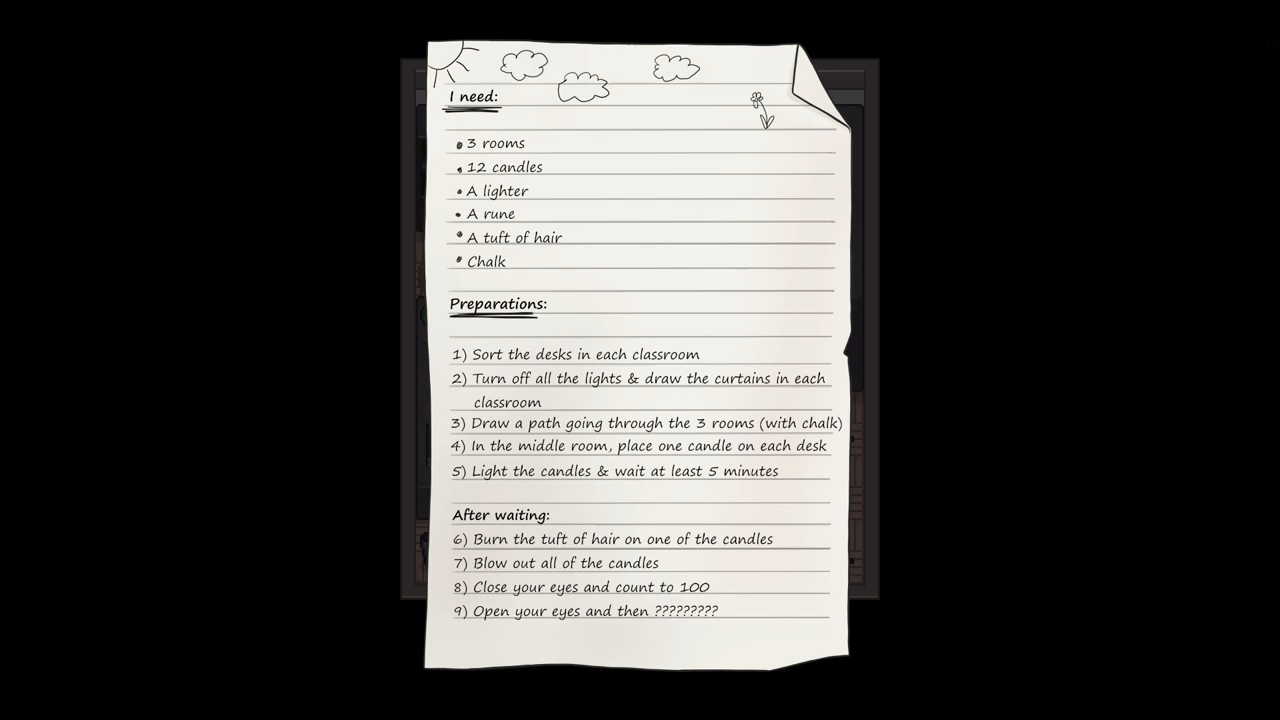 I need:
• 3 rooms
• 12 candles
• A lighter
• A rune
• A tuft of hair
• Chalk
Preparations:
1) Sort the desks in each classroom
2) Turn off all the lights & draw the curtains in each
classroom
3) Draw a path going through the 3 rooms (with chalk)
4) In the middle room, place one candle on each desk
5) Light the candles & wait at least 5 minutes
After waiting:
6) Burn the tuft of hair on one of the candles
7) Blow out all of the candles
8) Close your eyes and count to 100
9) Open your eyes and then ?????????